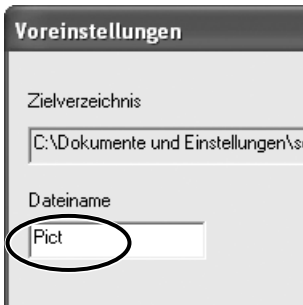 Voreinstellungen
Zielverzeichnis
C:\Dokumente und Einstellungen\s
Dateiname
Pict